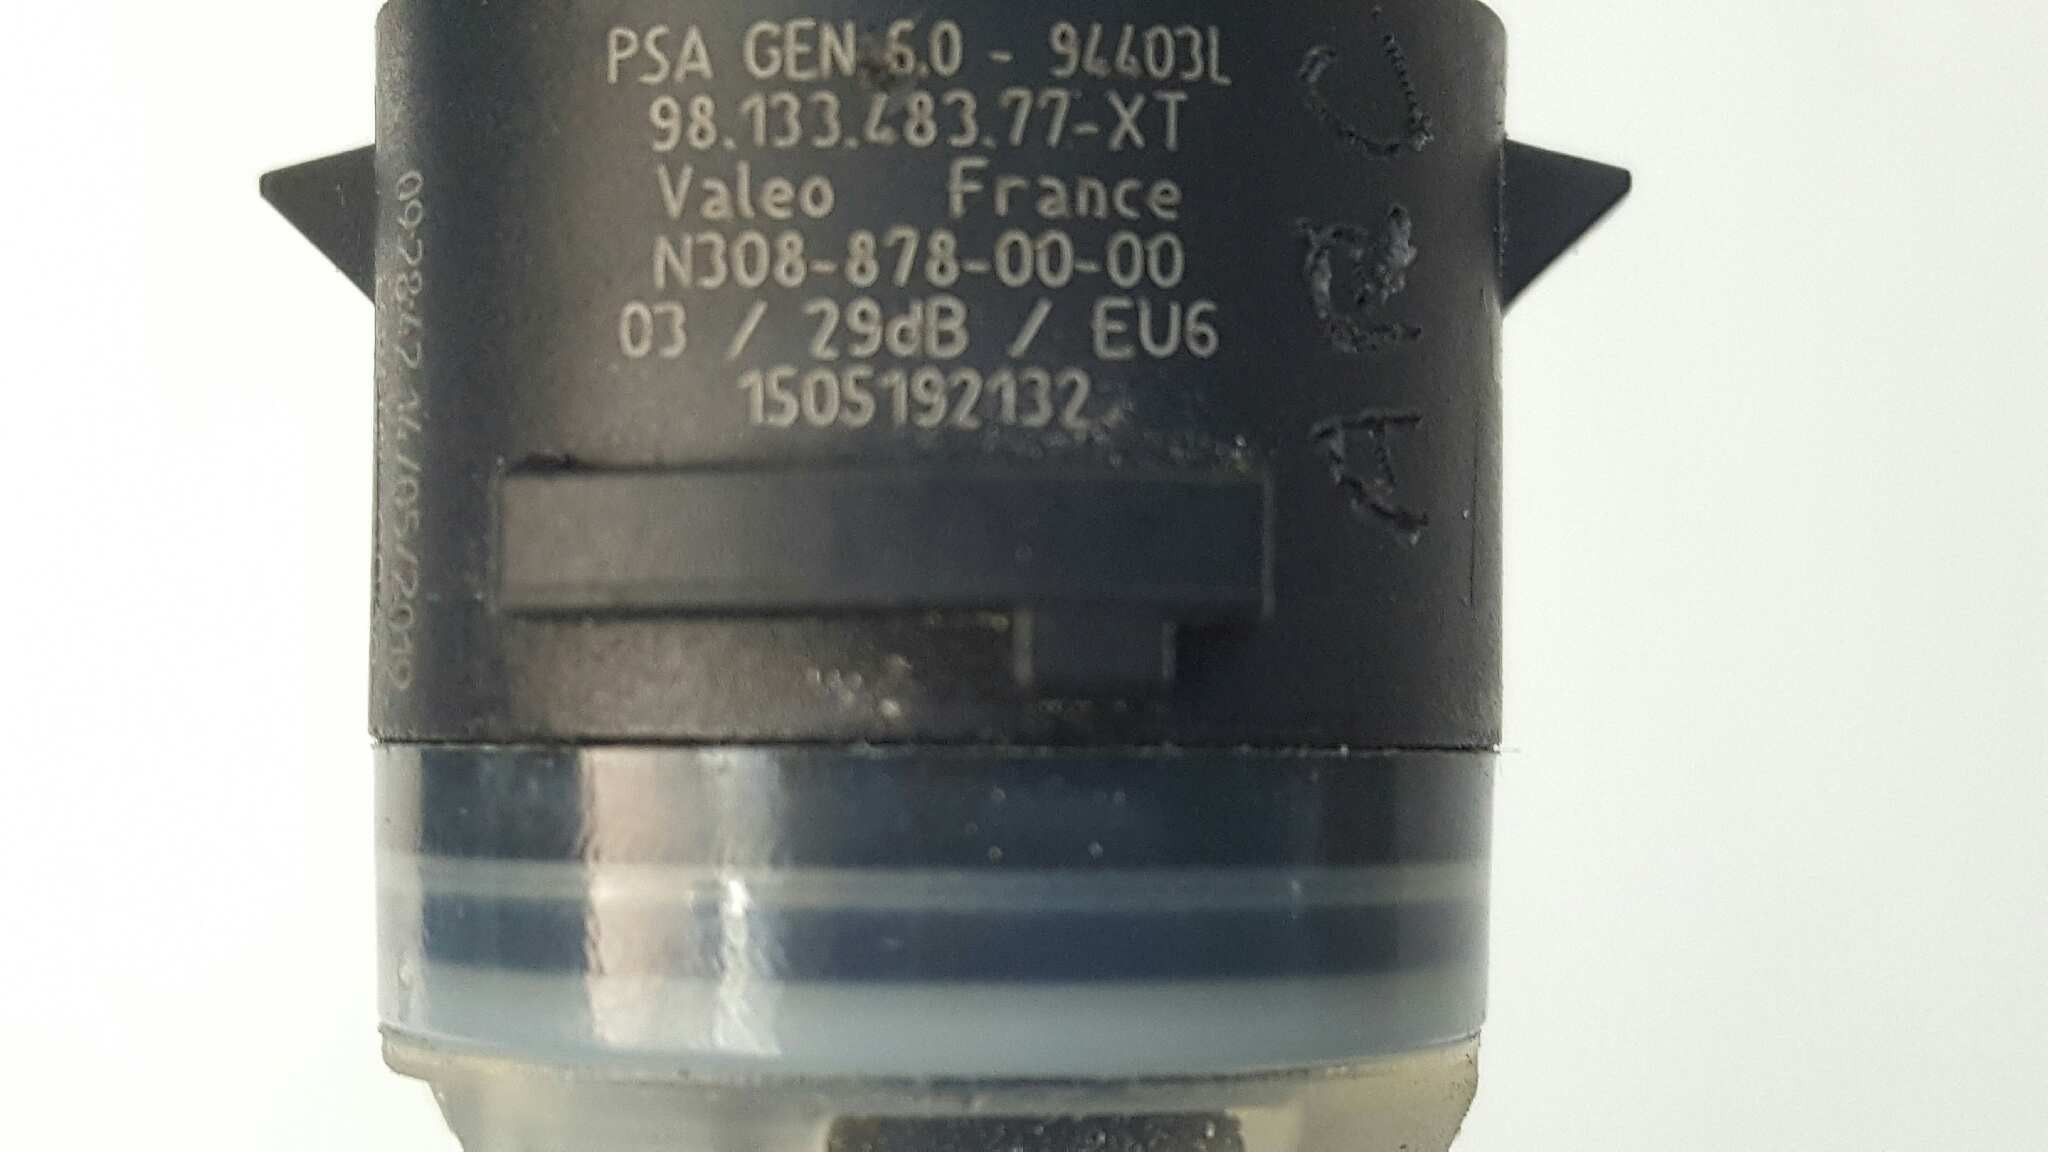 PSA GEN 6.0 - 94403L
98.133.483.77-XT
Valeo France
N308-878-00-00
03 / 29dB / EU6
1505192132